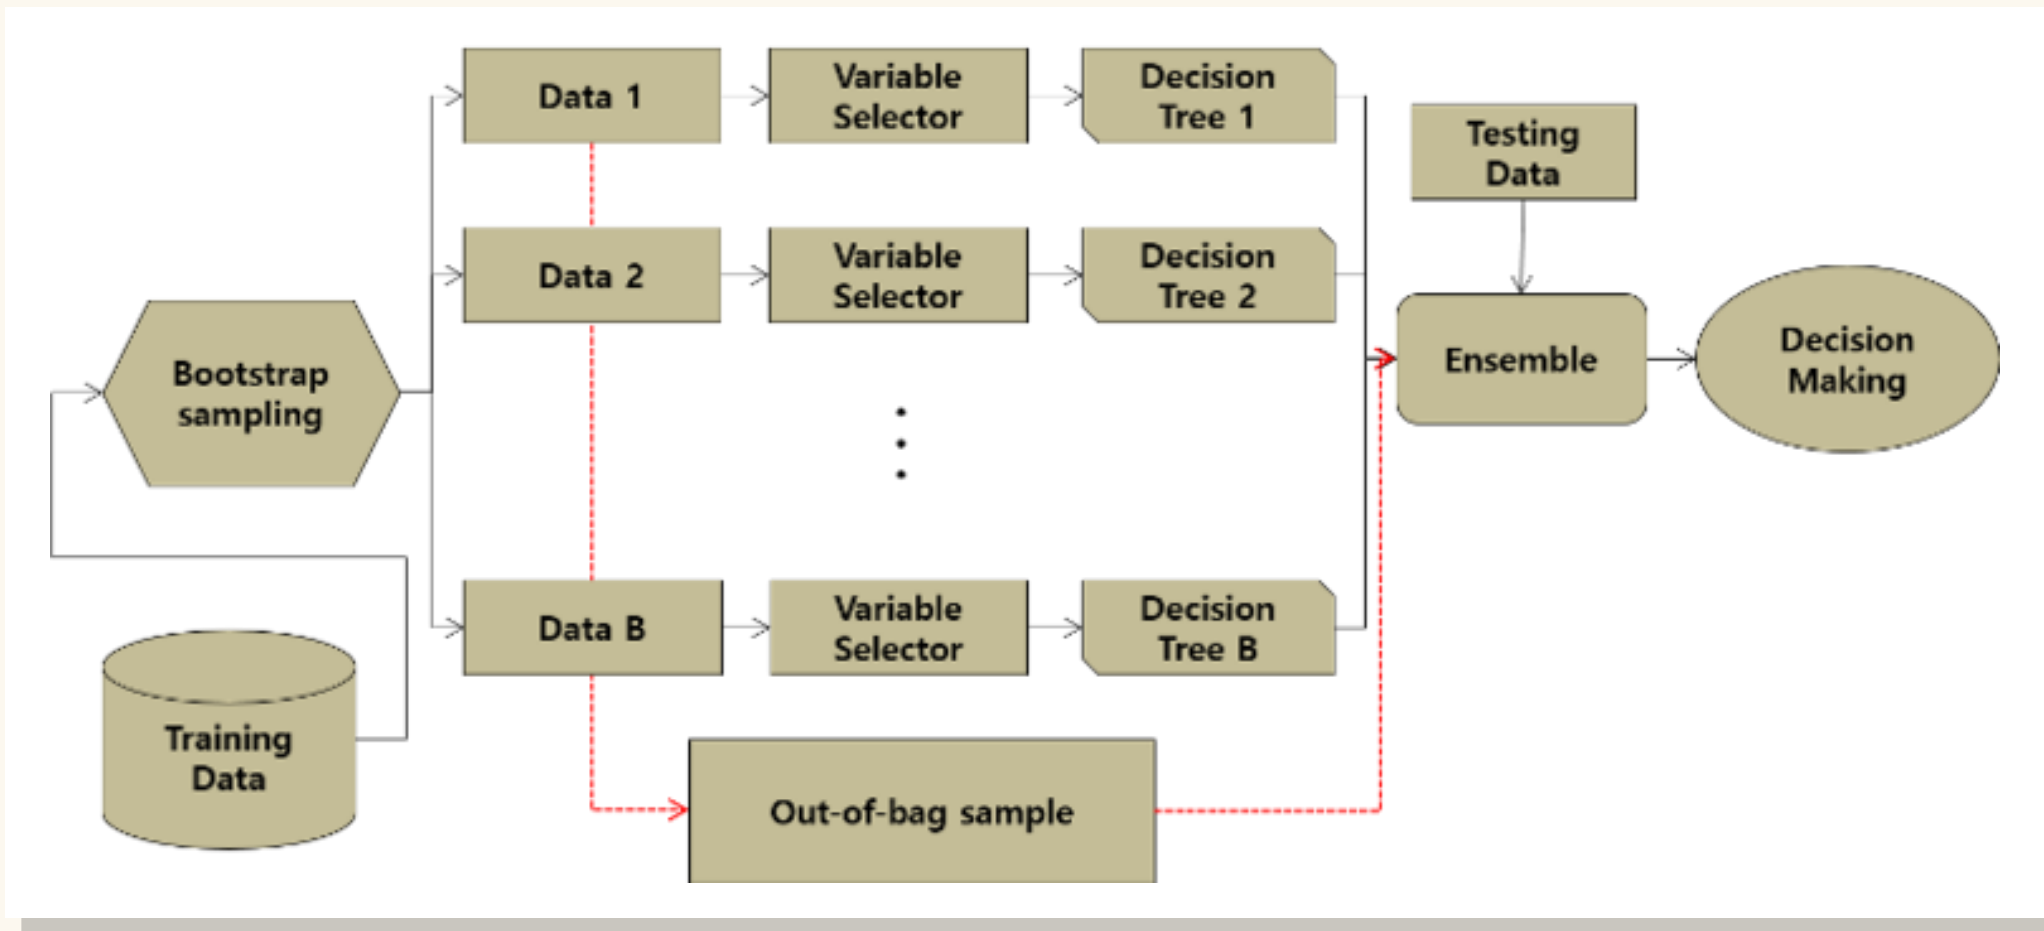 Data 1
Variable
Selector
Decision
Tree 1
Testing
Data
Data 2
Variable
Selector
Decision
Tree 2
Bootstrap
sampling
Ensemble
Decision
Making
Data B
Variable
Selector
Decision
Tree B
Training
Data
Out-of-bag sample